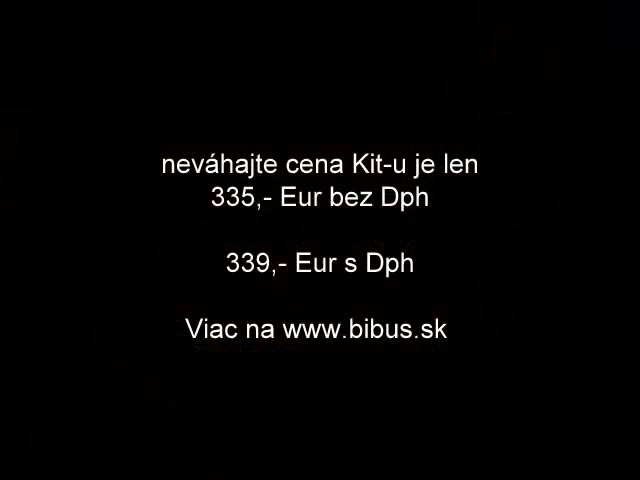 neváhajte cena Kit-u je len
335,- Eur bez Dph
339,- Eur s Dph
Viac na www.bibus.sk